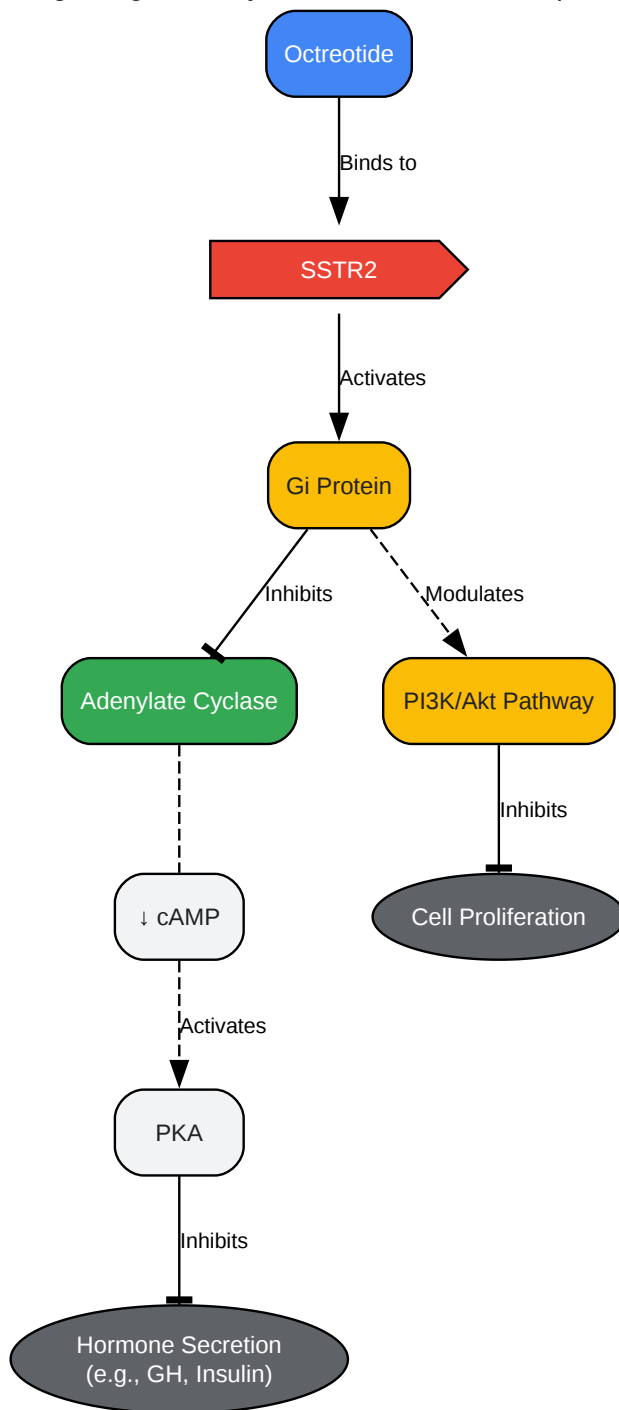 Octreotide
Binds to
SSTR2
Activates
Gi Protein
Inhibits
Modulates
Adenylate Cyclase
PI3K/Akt Pathway
Inhibits
↓ cAMP
Cell Proliferation
Activates
PKA
Inhibits
Hormone Secretion
(e.g., GH, Insulin)